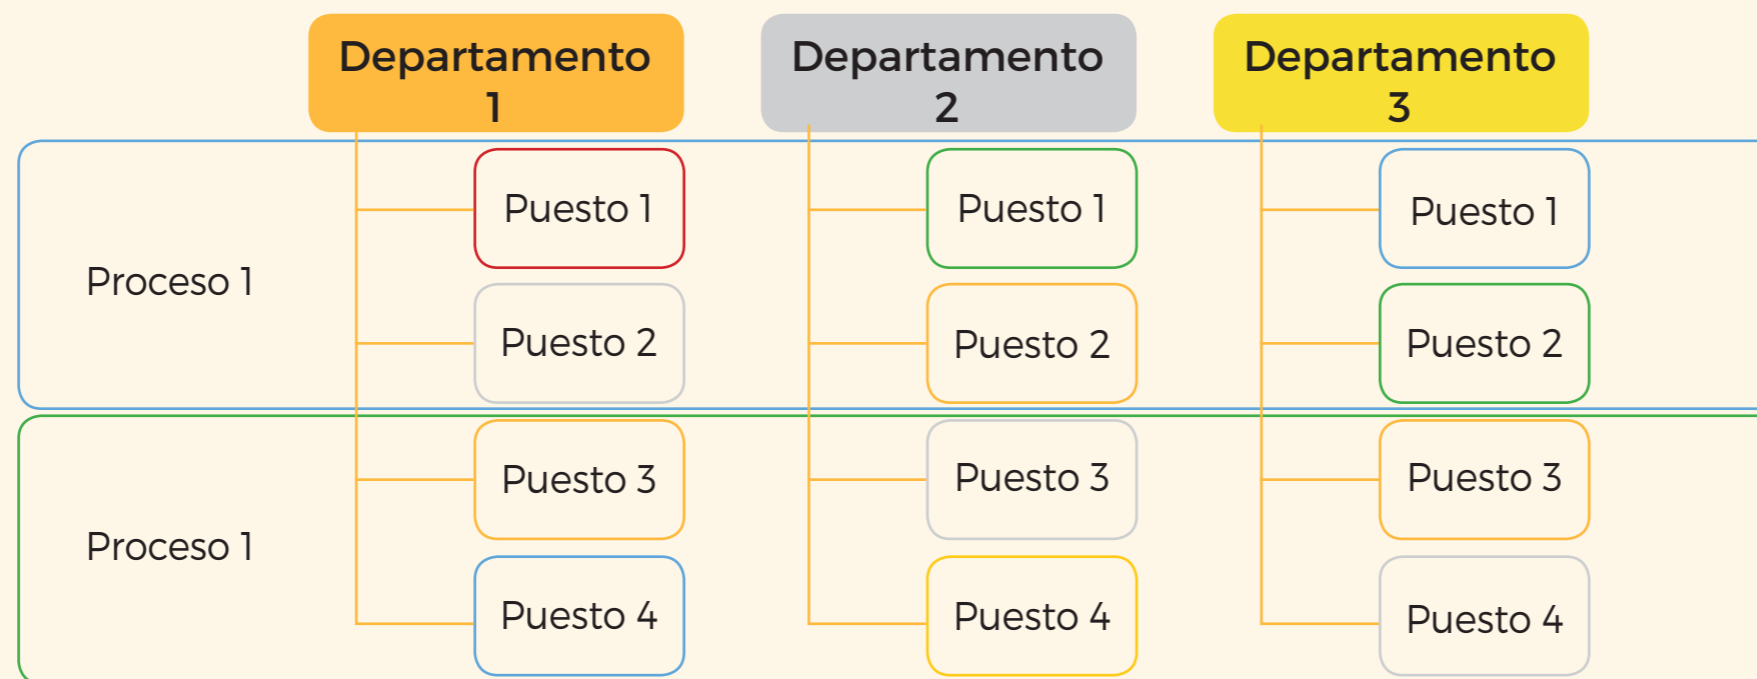 Departamento
1
Departamento
2
Departamento
3
Proceso 1
Puesto 1
Puesto 1
Puesto 1
Puesto 2
Puesto 2
Puesto 2
Proceso 1
Puesto 3
Puesto 3
Puesto 3
Puesto 4
Puesto 4
Puesto 4